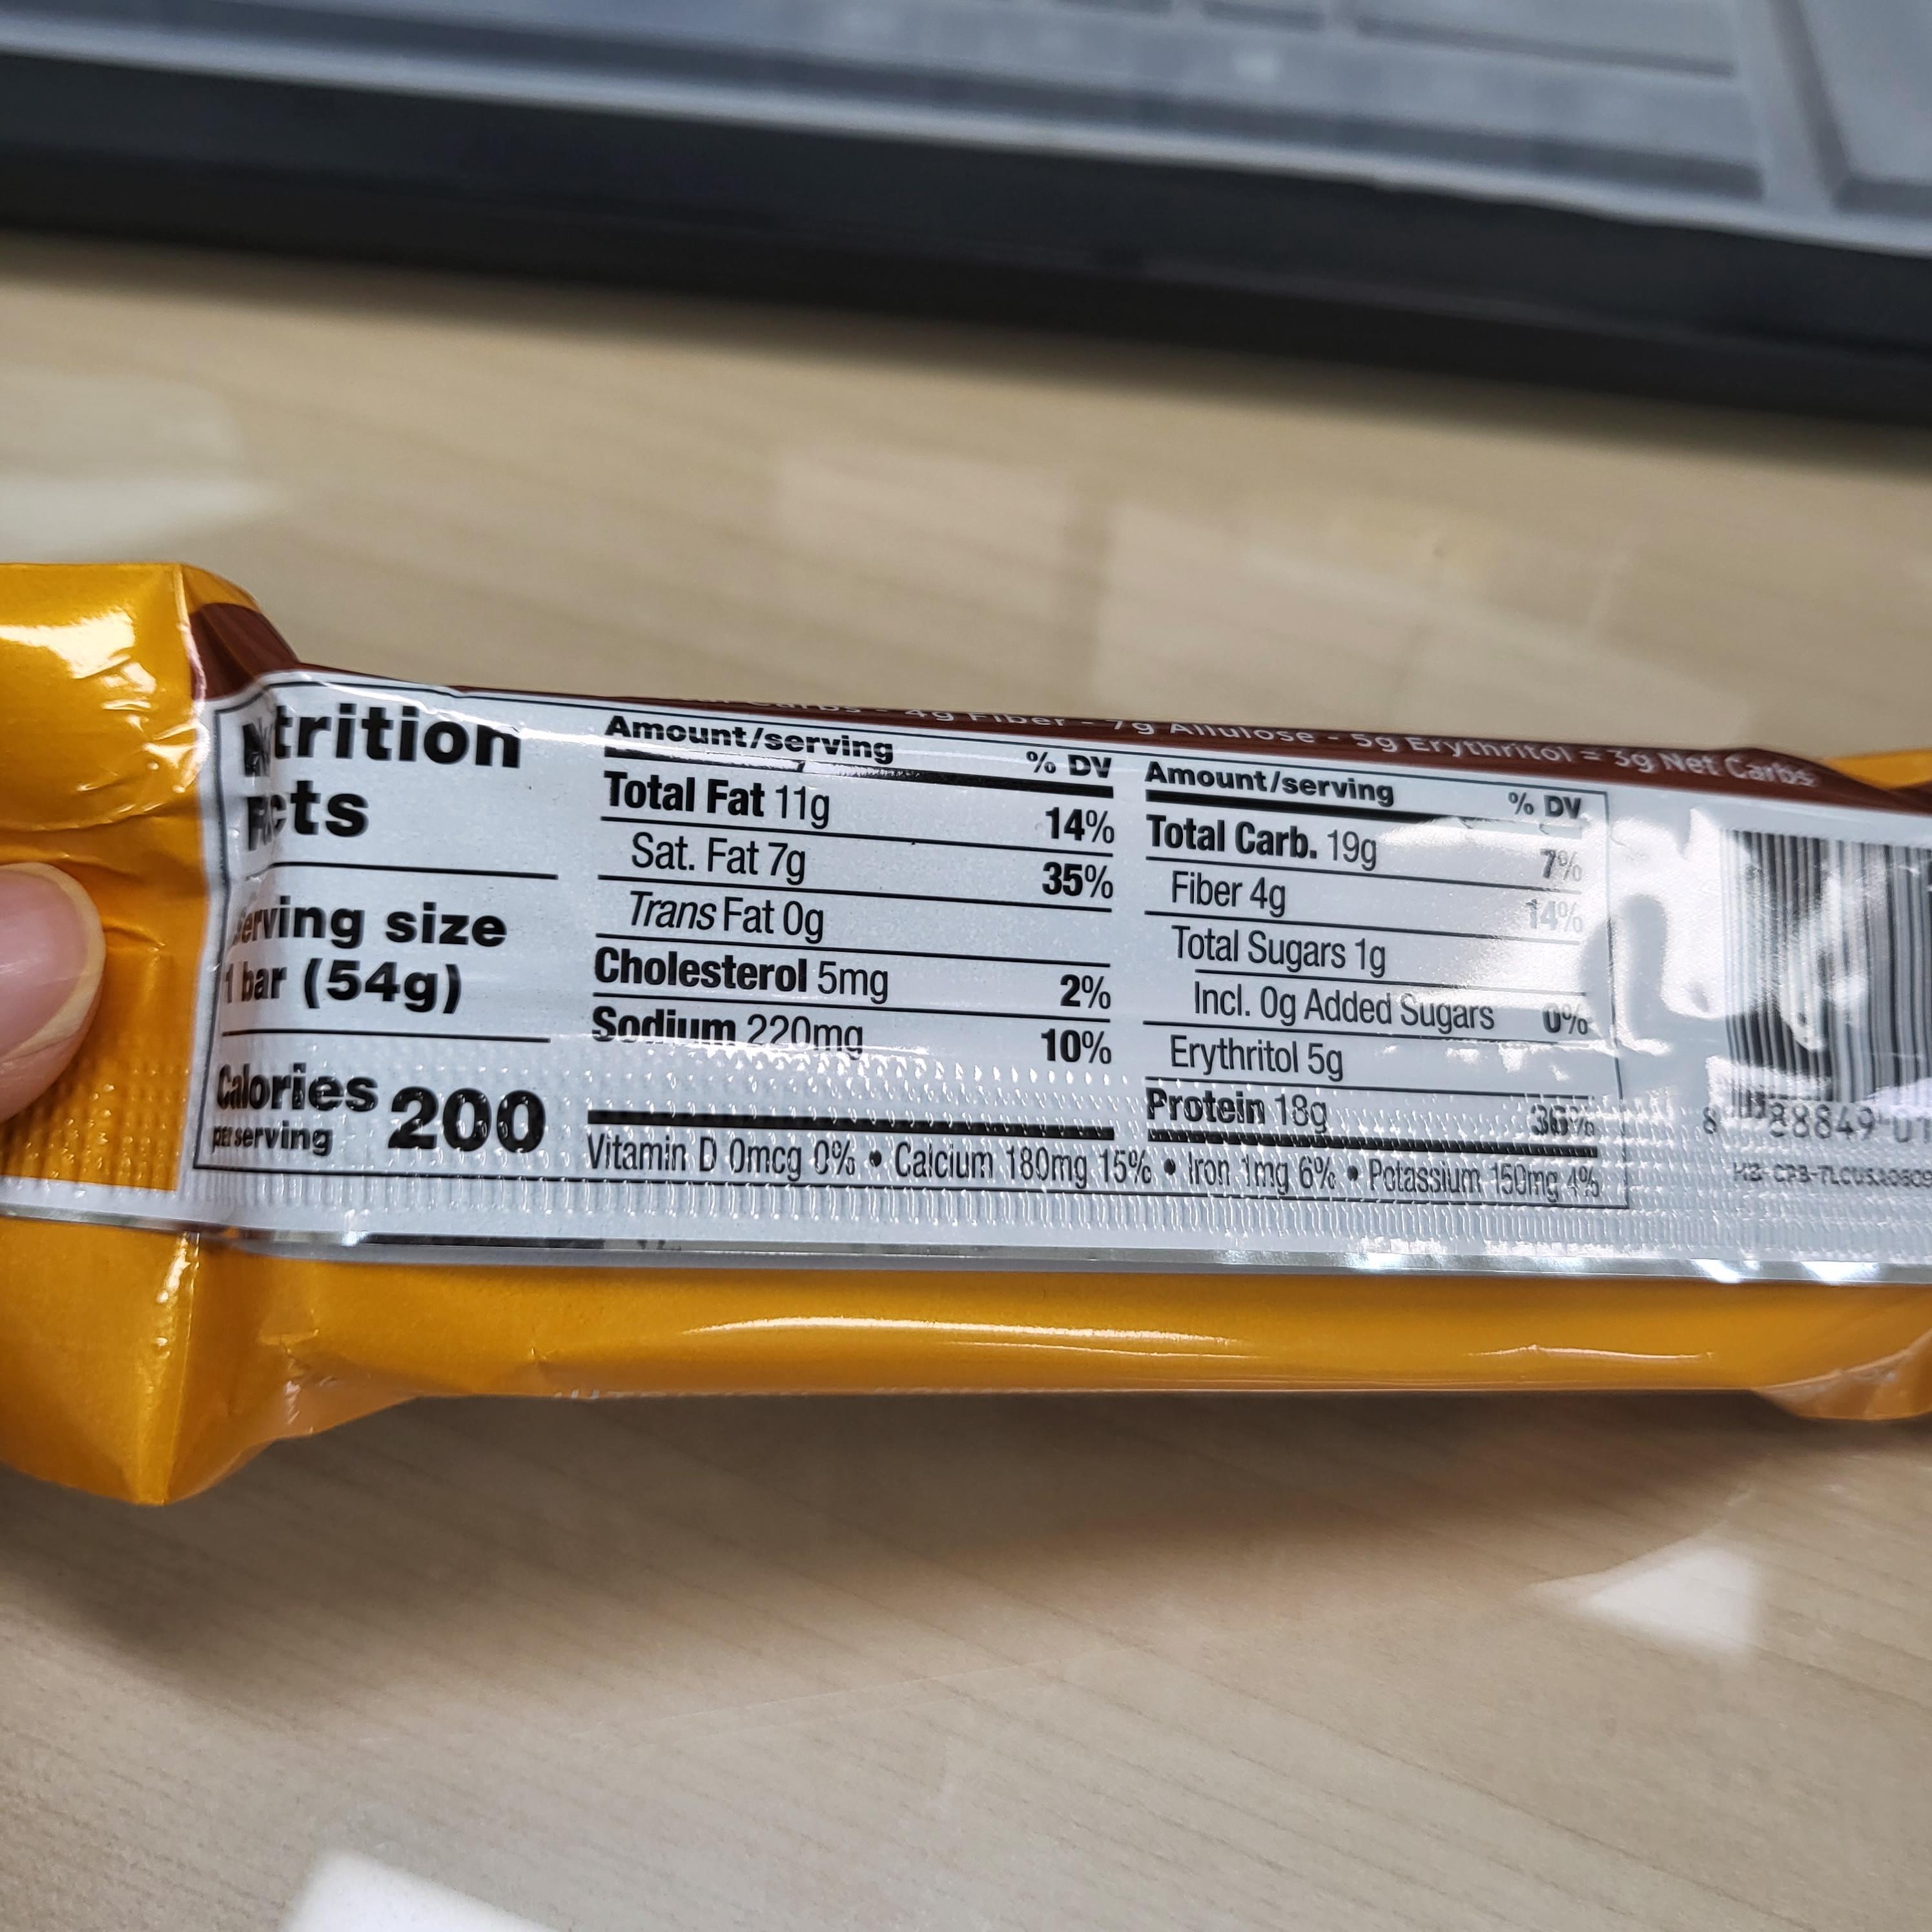 4g Fiber - 7g Allulose - 5g Erythritol = 3g Net Carbs
Nutrition
Facts
Serving size
1 bar (54g)
Calories 200
per serving
Amount/serving % DV
Total Fat 11g 14%
Sat. Fat 7g 35%
Trans Fat 0g
Cholesterol 5mg 2%
Sodium 220mg 10%
Amount/serving % DV
Total Carb. 19g 7%
Fiber 4g 14%
Total Sugars 1g
Incl. 0g Added Sugars 0%
Erythritol 5g
Protein 18g 36%
Vitamin D 0mcg 0% • Calcium 180mg 15% • Iron 1mg 6% • Potassium 150mg 4%